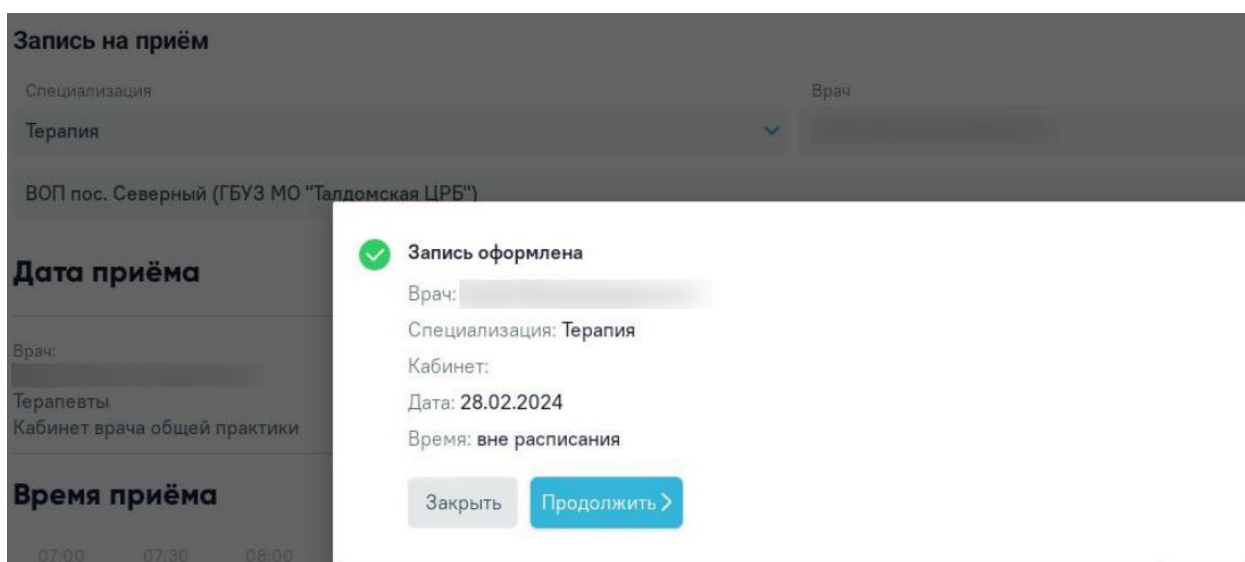 Запись на приём
Специализация
Врач
Терапия
ВОП пос. Северный (ГБУЗ МО "Талдомская ЦРБ")
Дата приёма
Врач:
Терапевты
Кабинет врача общей практики
Время приёма
07:00 07:30 08:00
Запись оформлена
Врач:
Специализация: Терапия
Кабинет:
Дата: 28.02.2024
Время: вне расписания
Закрыть
Продолжить